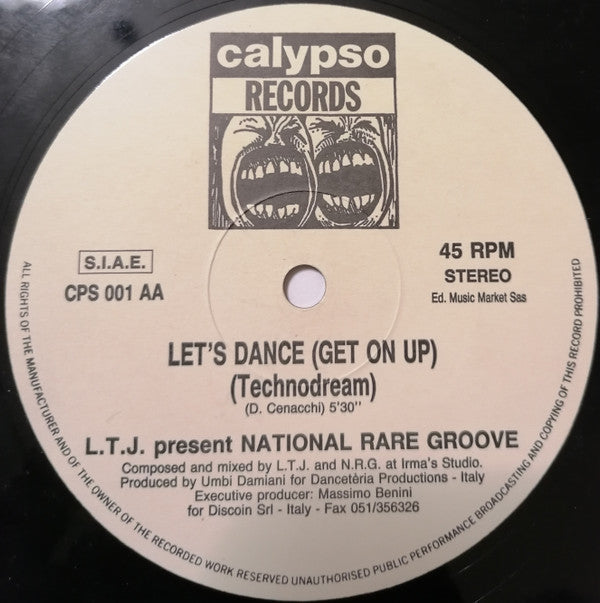 calypso
RECORDS
S.I.A.E.
CPS 001 AA
45 RPM
STEREO
Ed. Music Market Sas
LET'S DANCE (GET ON UP)
(Technodream)
(D. Cenacchi) 5'30"
L.T.J. present NATIONAL RARE GROOVE
Composed and mixed by L.T.J. and N.R.G. at Irma's Studio.
Produced by Umbi Damiani for Dancetèria Productions - Italy
Executive producer: Massimo Benini
for Discoin Srl - Italy - Fax 051/356326
ALL RIGHTS OF THE MANUFACTURER AND OF THE OWNER OF THE RECORDED WORK RESERVED UNAUTHORISED PUBLIC PERFORMANCE BROADCASTING AND COPYING OF THIS RECORD PROHIBITED